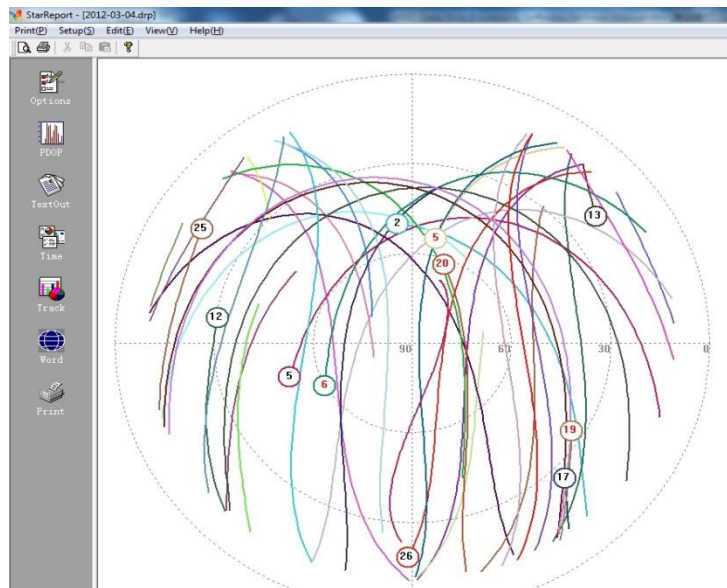 StarReport - [2012-03-04.drp]
Print(P) Setup(S) Edit(E) View(V) Help(H)
Options
PDOP
TextOut
Time
Track
Word
Print
13
2
25
5
20
12
90 60 30 0
5
6
19
17
26